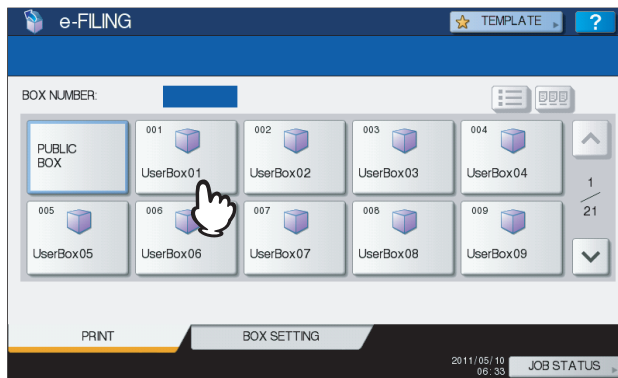 e-FILING
TEMPLATE
?
BOX NUMBER:
PUBLIC
BOX
001
UserBox01
002
UserBox02
003
UserBox03
004
UserBox04
1
21
005
UserBox05
006
UserBox06
007
UserBox07
008
UserBox08
009
UserBox09
PRINT
BOX SETTING
2011/05/10
06:33
JOB STATUS